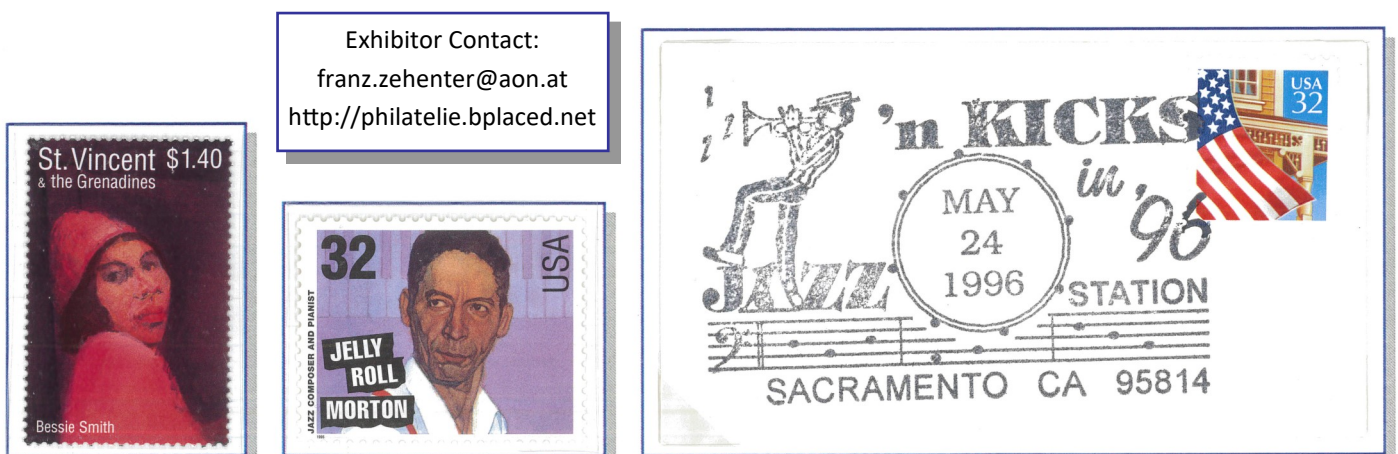 Exhibitor Contact:
franz.zehenter@aon.at
http://philatelie.bplaced.net
St. Vincent $1.40
& the Grenadines
Bessie Smith
32
USA
JAZZ COMPOSER AND PIANIST
JELLY
ROLL
MORTON
1995
JAZZ 'n KICKS
in '96
MAY
24
1996
STATION
SACRAMENTO CA 95814
USA
32